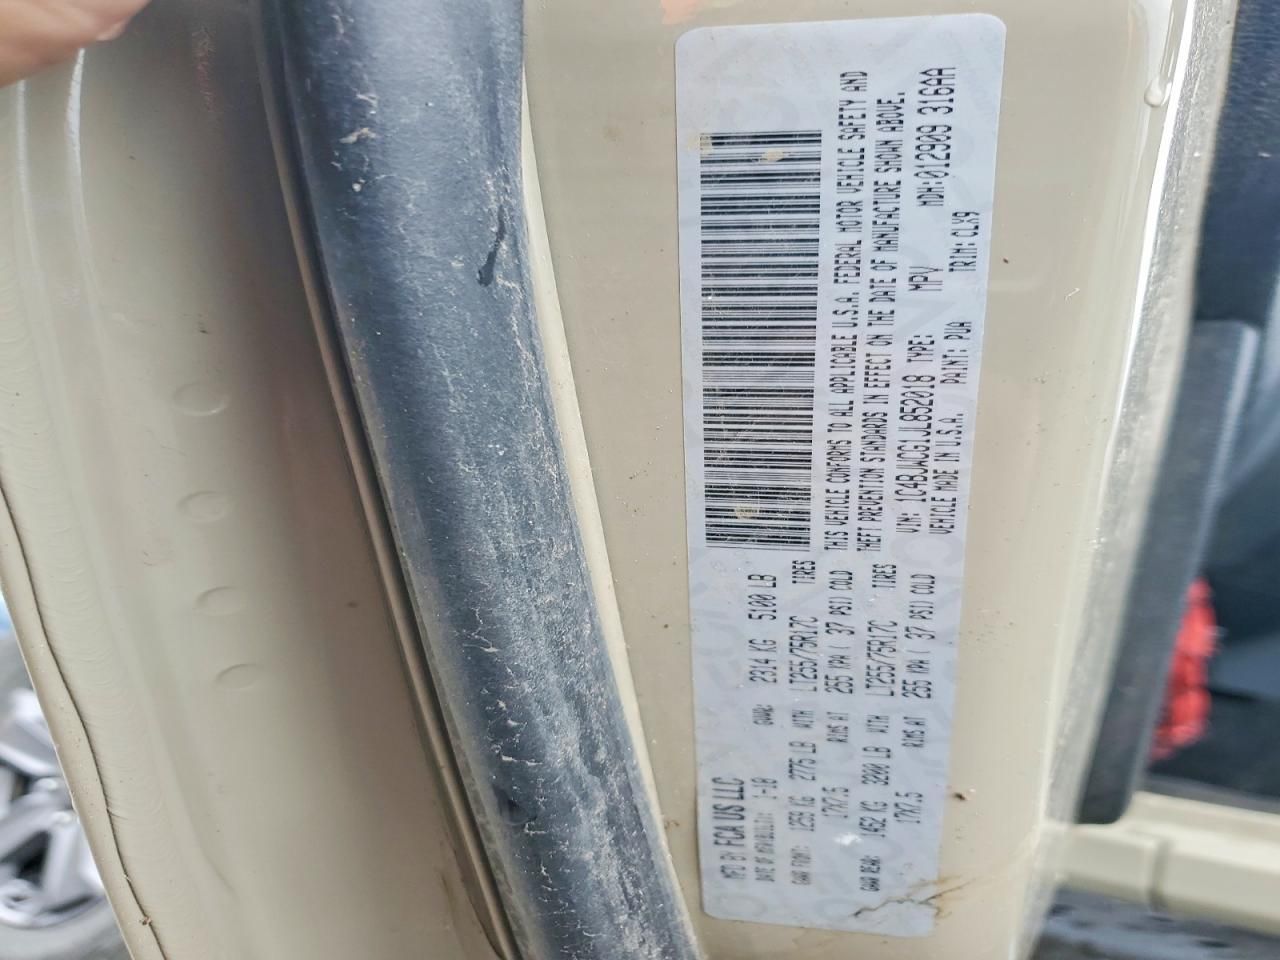 MFD BY FCA US LLC
DATE OF MFR: 1-18 GVWR: 2314 KG 5100 LB
GAWR FRONT: 1259 KG 2775 LB WITH LT255/75R17C TIRES
17X7.5 RIMS AT 255 KPA( 37 PSI) COLD
GAWR REAR: 1452 KG 3200 LB WITH LT255/75R17C TIRES
17X7.5 RIMS AT 255 KPA( 37 PSI) COLD
THIS VEHICLE CONFORMS TO ALL APPLICABLE U.S.A. FEDERAL MOTOR VEHICLE SAFETY AND
THEFT PREVENTION STANDARDS IN EFFECT ON THE DATE OF MANUFACTURE SHOWN ABOVE.
VIN: 1C4BJWCG1JL852018 TYPE: MPV MDH:012909 316AA
VEHICLE MADE IN U.S.A. PAINT: PUA TRIM: CLX9